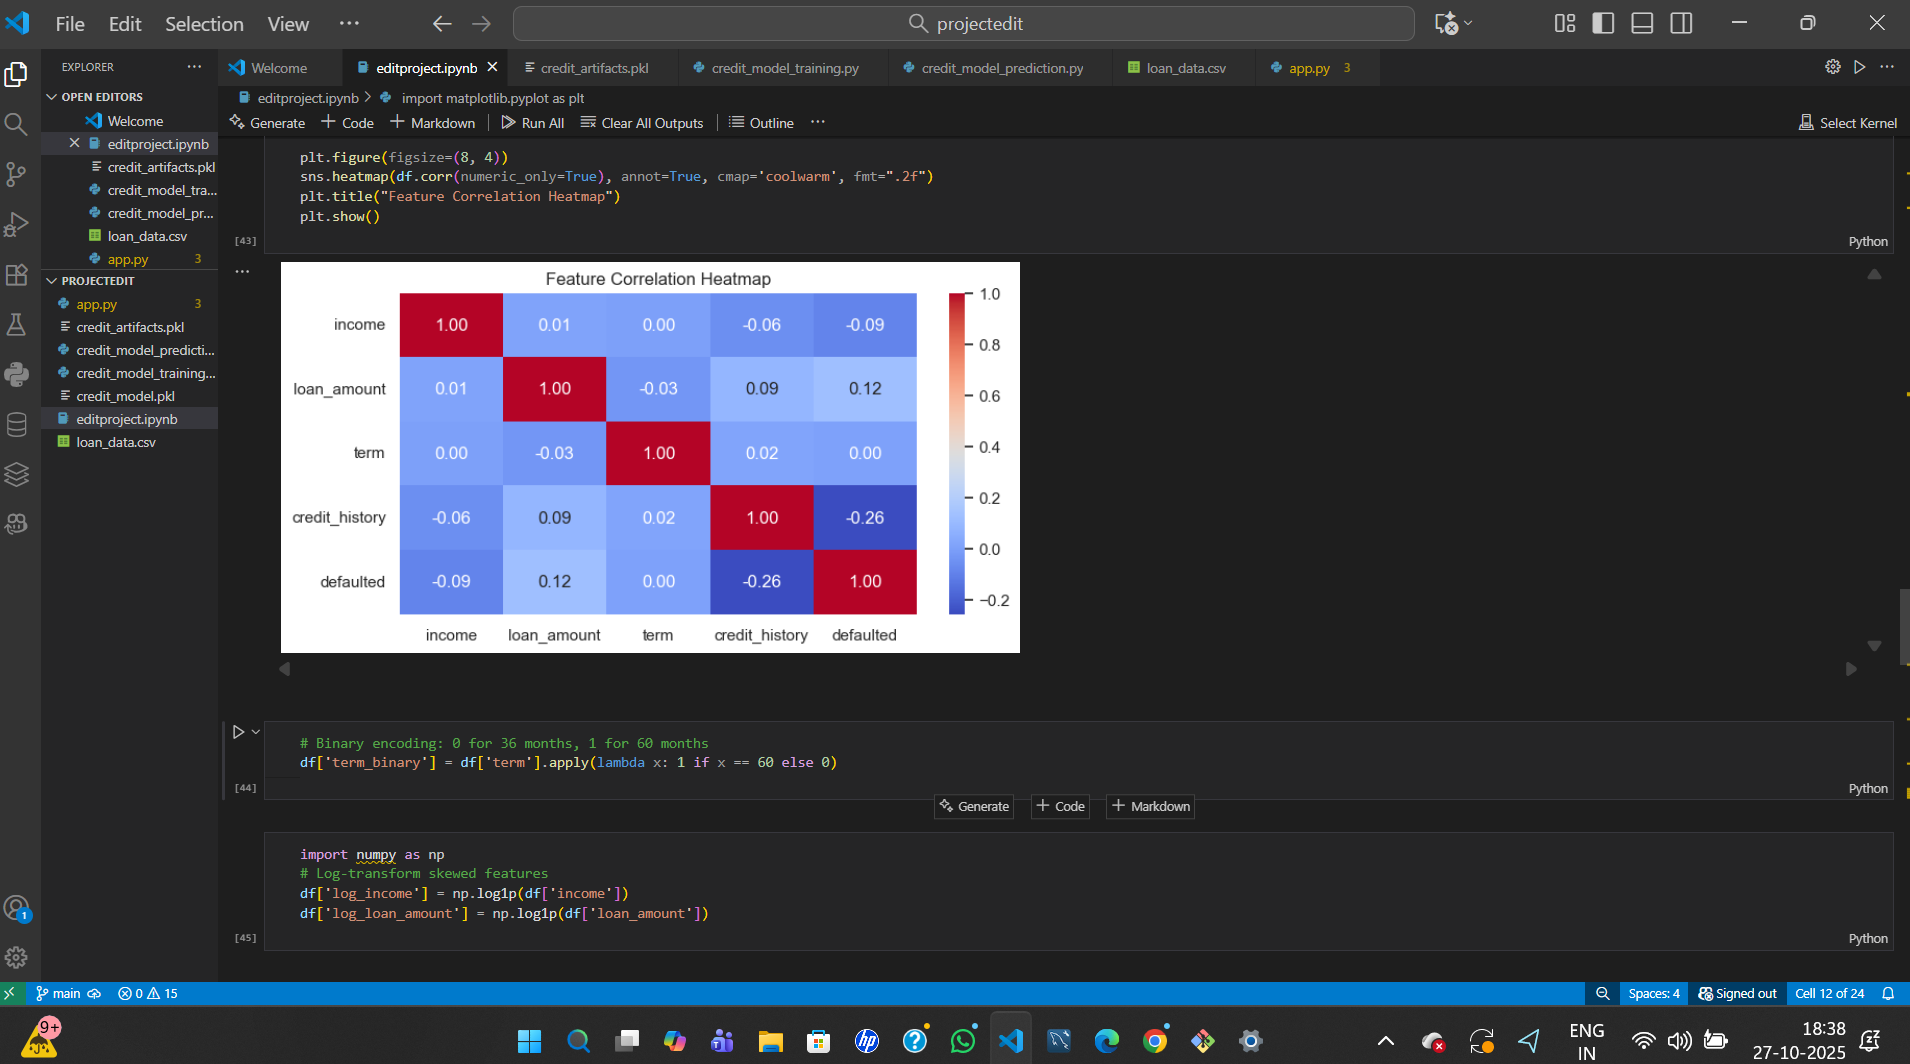 File Edit Selection View ···
projectedit
EXPLORER ···
Welcome
editproject.ipynb
credit_artifacts.pkl
credit_model_training.py
credit_model_prediction.py
loan_data.csv
app.py 3
OPEN EDITORS
Welcome
editproject.ipynb
credit_artifacts.pkl
credit_model_tra...
credit_model_pr...
loan_data.csv
app.py 3
PROJECTEDIT
app.py 3
credit_artifacts.pkl
credit_model_predicti...
credit_model_training...
credit_model.pkl
editproject.ipynb
loan_data.csv
editproject.ipynb > import matplotlib.pyplot as plt
Generate + Code + Markdown | Run All Clear All Outputs | Outline ···
Select Kernel
plt.figure(figsize=(8, 4))
sns.heatmap(df.corr(numeric_only=True), annot=True, cmap='coolwarm', fmt=".2f")
plt.title("Feature Correlation Heatmap")
plt.show()
[43]
Python
···
Feature Correlation Heatmap
income 1.00 0.01 0.00 -0.06 -0.09
loan_amount 0.01 1.00 -0.03 0.09 0.12
term 0.00 -0.03 1.00 0.02 0.00
credit_history -0.06 0.09 0.02 1.00 -0.26
defaulted -0.09 0.12 0.00 -0.26 1.00
income loan_amount term credit_history defaulted
1.0
0.8
0.6
0.4
0.2
0.0
−0.2
# Binary encoding: 0 for 36 months, 1 for 60 months
df['term_binary'] = df['term'].apply(lambda x: 1 if x == 60 else 0)
[44]
Python
Generate + Code + Markdown
import numpy as np
# Log-transform skewed features
df['log_income'] = np.log1p(df['income'])
df['log_loan_amount'] = np.log1p(df['loan_amount'])
[45]
Python
1
main 0 15
Spaces: 4 Signed out Cell 12 of 24
9+
hp
ENG
IN
18:38
27-10-2025